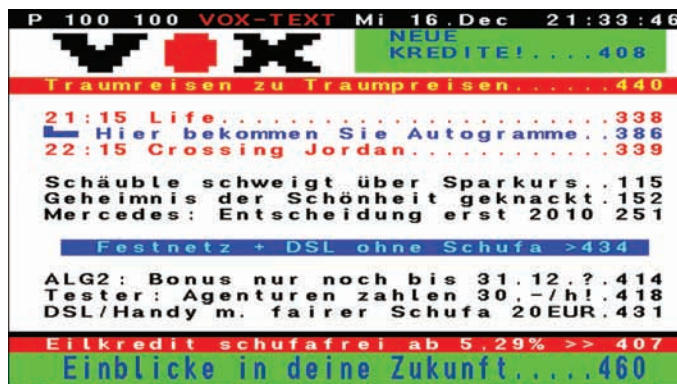 P 100 100 VOX-TEXT Mi 16.Dec 21:33:46
VOX
NEUE
KREDITE!....408
Traumreisen zu Traumpreisen......440
21:15 Life.........................338
Hier bekommen Sie Autogramme..386
22:15 Crossing Jordan.............339
Schäuble schweigt über Sparkurs..115
Geheimnis der Schönheit geknackt.152
Mercedes: Entscheidung erst 2010 251
Festnetz + DSL ohne Schufa >434
ALG2: Bonus nur noch bis 31.12.?.414
Tester: Agenturen zahlen 30,-/h!.418
DSL/Handy m. fairer Schufa 20EUR.431
Eilkredit schufafrei ab 5,29% >> 407
Einblicke in deine Zukunft.....460